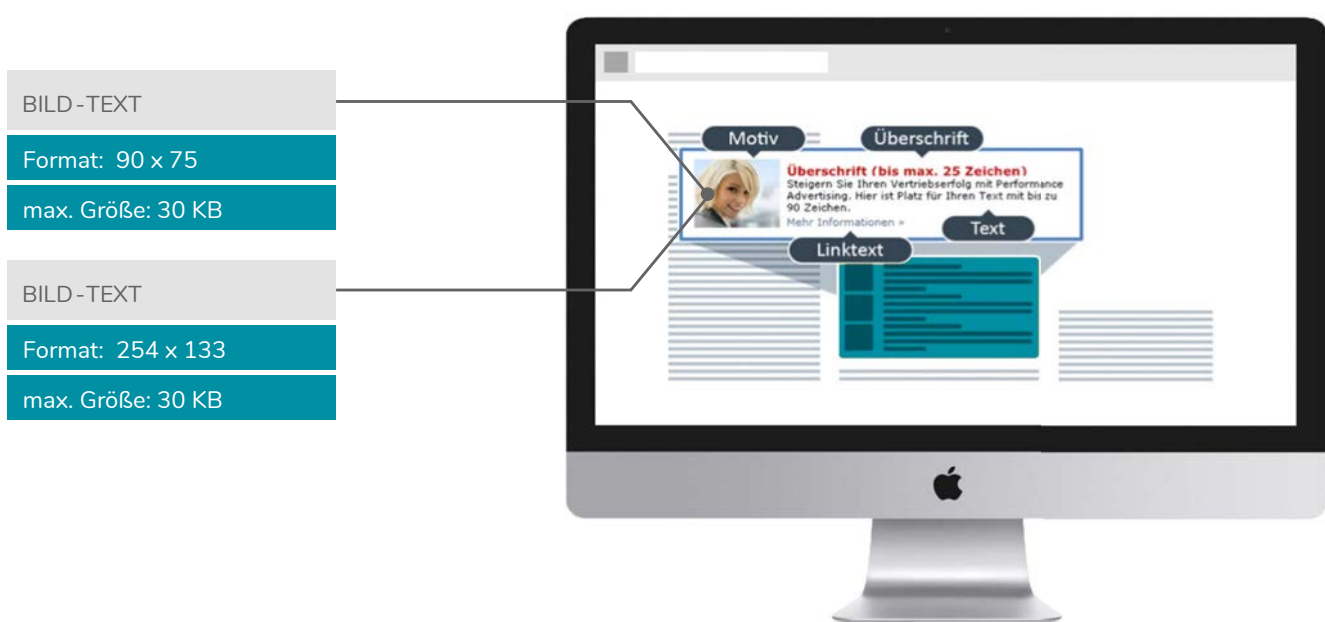 BILD-TEXT
Format: 90 x 75
max. Größe: 30 KB
BILD-TEXT
Format: 254 x 133
max. Größe: 30 KB
Motiv
Überschrift
Überschrift (bis max. 25 Zeichen)
Steigern Sie Ihren Vertriebserfolg mit Performance
Advertising. Hier ist Platz für Ihren Text mit bis zu
90 Zeichen.
Mehr Informationen »
Text
Linktext